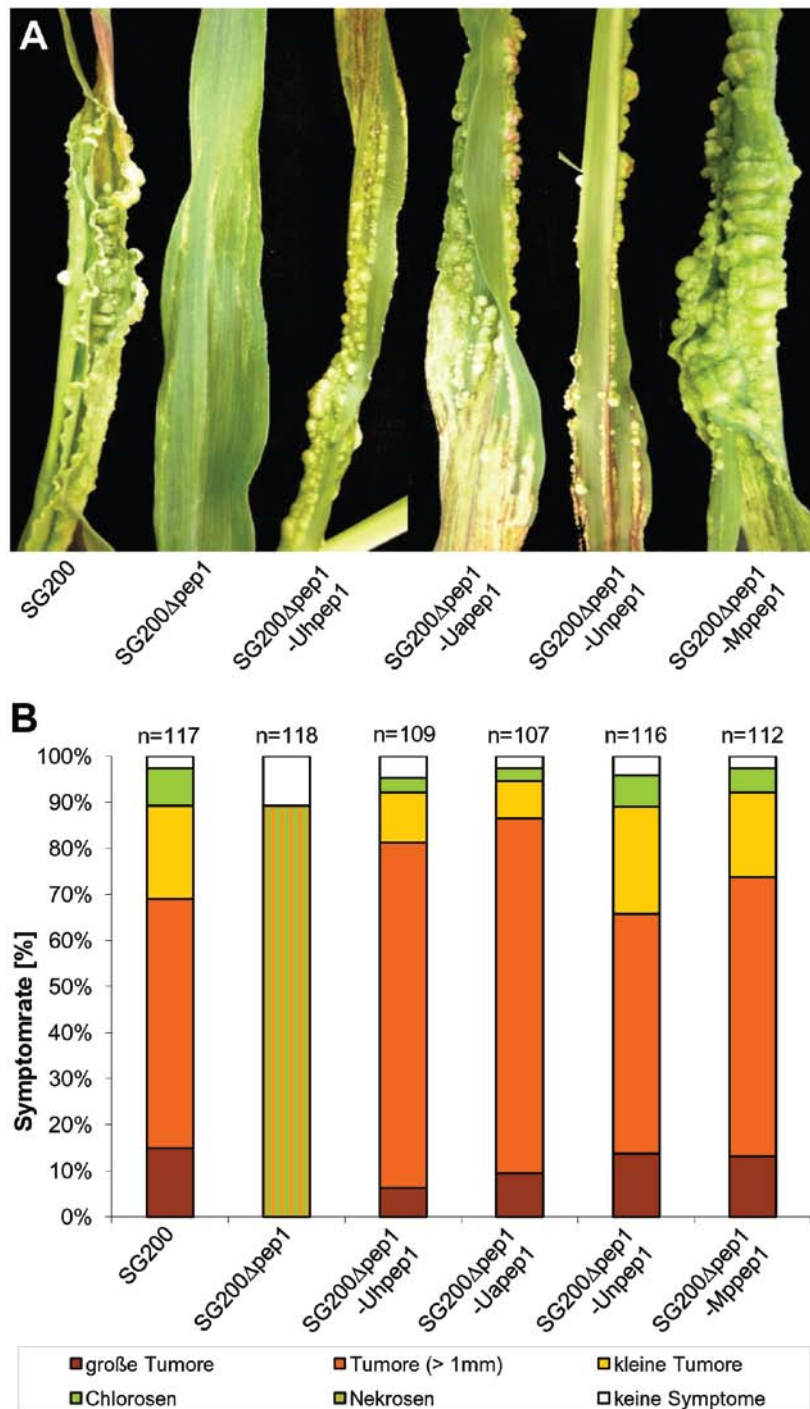 A
SG200
SG200Δpep1
SG200Δpep1
-Uhpep1
SG200Δpep1
-Uapep1
SG200Δpep1
-Unpep1
SG200Δpep1
-Mppep1
B
n=117 n=118 n=109 n=107 n=116 n=112
Symptomrate [%]
100%
90%
80%
70%
60%
50%
40%
30%
20%
10%
0%
SG200
SG200Δpep1
SG200Δpep1
-Uhpep1
SG200Δpep1
-Uapep1
SG200Δpep1
-Unpep1
SG200Δpep1
-Mppep1
große Tumore Tumore (> 1mm) kleine Tumore
Chlorosen Nekrosen keine Symptome